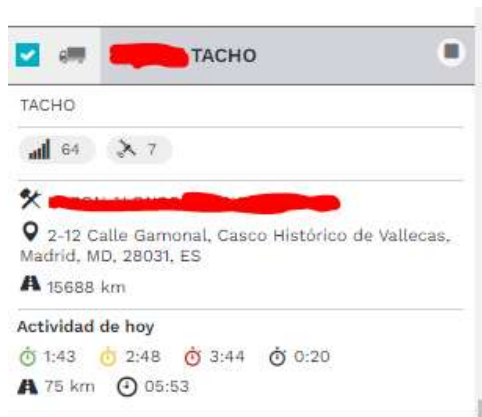 TACHO
TACHO
64 7
2-12 Calle Gamonal, Casco Histórico de Vallecas,
Madrid, MD, 28031, ES
15688 km
Actividad de hoy
1:43 2:48 3:44 0:20
75 km 05:53